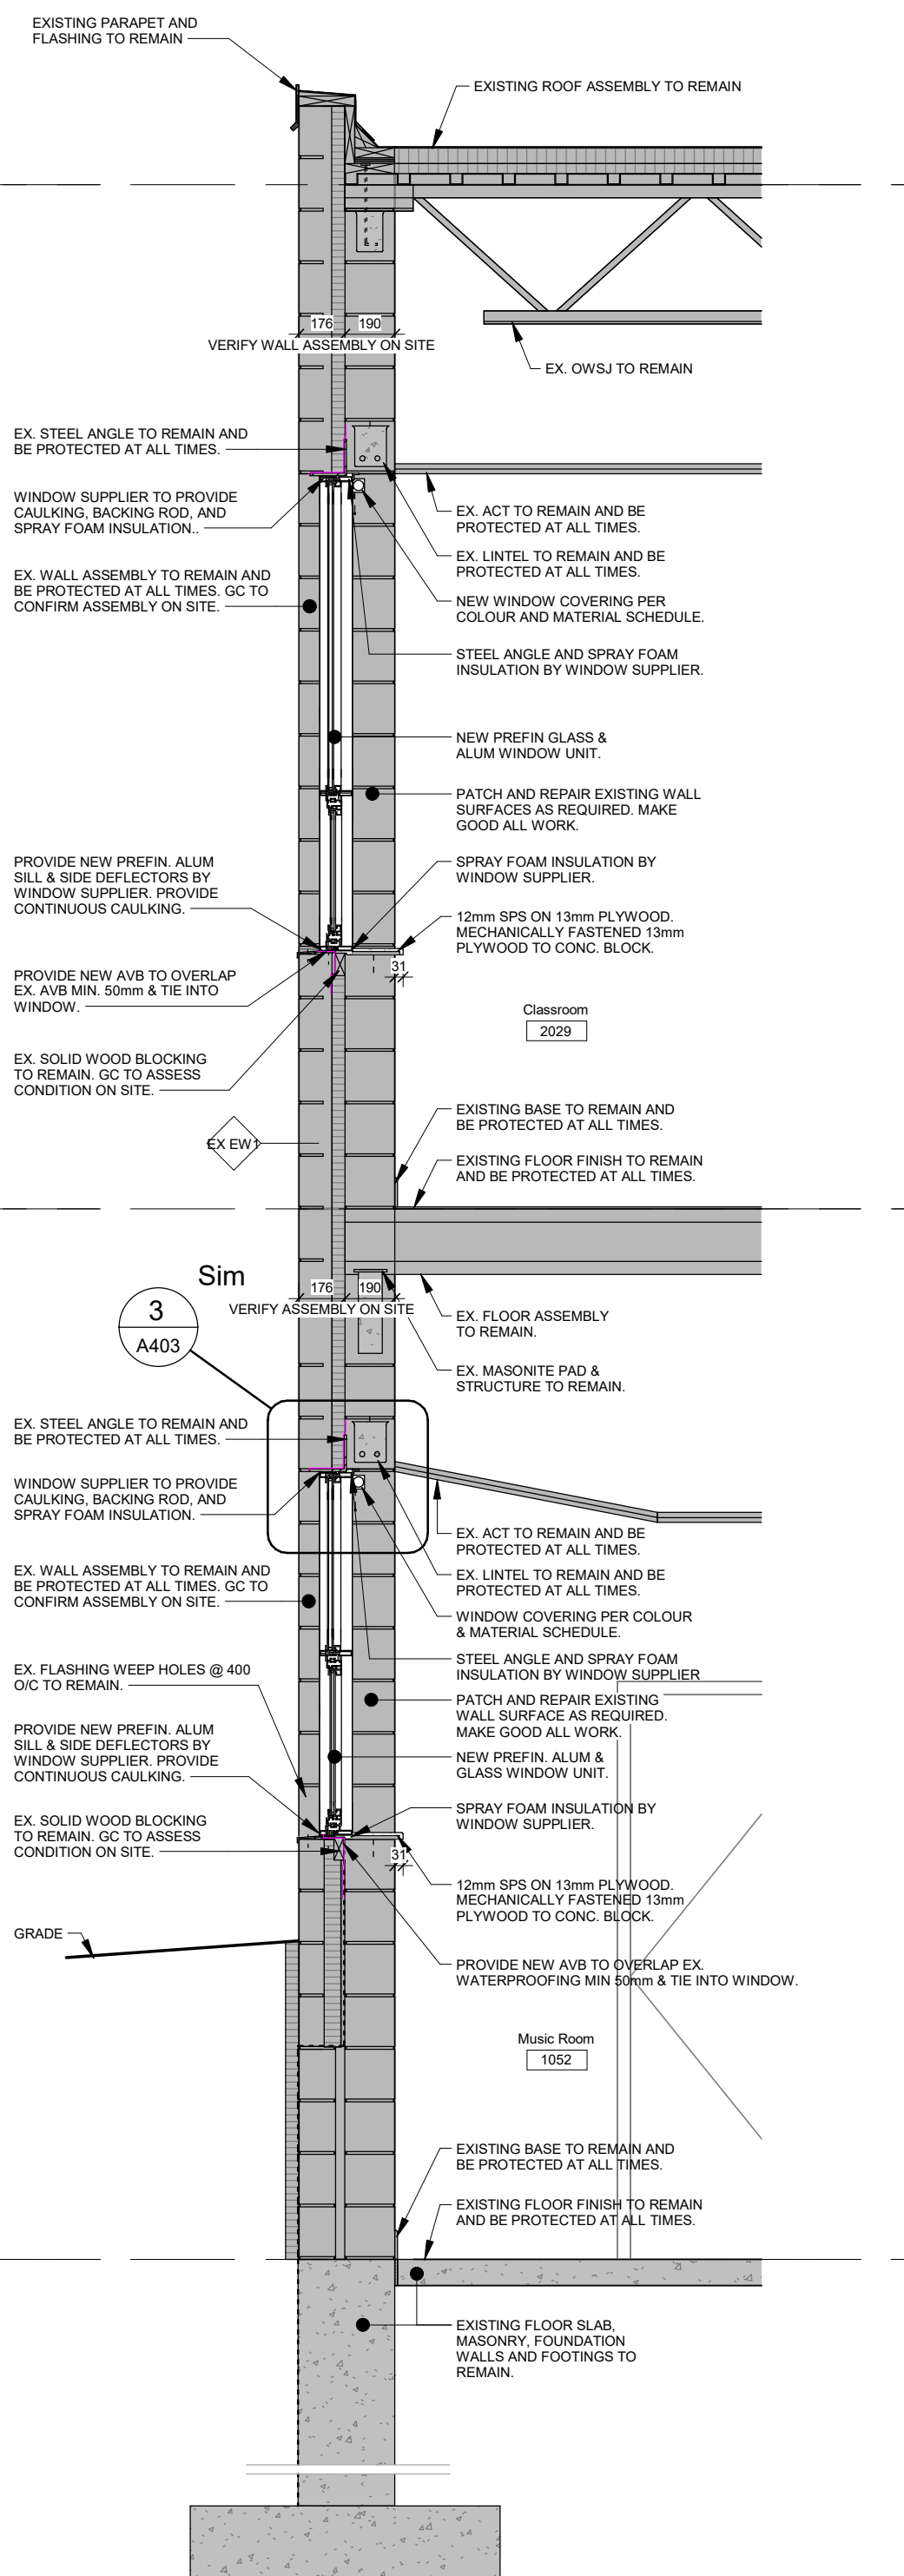 EXISTING PARAPET AND
FLASHING TO REMAIN
EXISTING ROOF ASSEMBLY TO REMAIN
176
190
VERIFY WALL ASSEMBLY ON SITE
EX. OWSJ TO REMAIN
EX. STEEL ANGLE TO REMAIN AND
BE PROTECTED AT ALL TIMES.
WINDOW SUPPLIER TO PROVIDE
CAULKING, BACKING ROD, AND
SPRAY FOAM INSULATION..
EX. ACT TO REMAIN AND BE
PROTECTED AT ALL TIMES.
EX. LINTEL TO REMAIN AND BE
PROTECTED AT ALL TIMES.
EX. WALL ASSEMBLY TO REMAIN AND
BE PROTECTED AT ALL TIMES. GC TO
CONFIRM ASSEMBLY ON SITE.
NEW WINDOW COVERING PER
COLOUR AND MATERIAL SCHEDULE.
STEEL ANGLE AND SPRAY FOAM
INSULATION BY WINDOW SUPPLIER.
NEW PREFIN GLASS &
ALUM WINDOW UNIT.
PATCH AND REPAIR EXISTING WALL
SURFACES AS REQUIRED. MAKE
GOOD ALL WORK.
PROVIDE NEW PREFIN. ALUM
SILL & SIDE DEFLECTORS BY
WINDOW SUPPLIER. PROVIDE
CONTINUOUS CAULKING.
SPRAY FOAM INSULATION BY
WINDOW SUPPLIER.
12mm SPS ON 13mm PLYWOOD.
MECHANICALLY FASTENED 13mm
PLYWOOD TO CONC. BLOCK.
31
PROVIDE NEW AVB TO OVERLAP
EX. AVB MIN. 50mm & TIE INTO
WINDOW.
Classroom
2029
EX. SOLID WOOD BLOCKING
TO REMAIN. GC TO ASSESS
CONDITION ON SITE.
EX EW1
EXISTING BASE TO REMAIN AND
BE PROTECTED AT ALL TIMES.
EXISTING FLOOR FINISH TO REMAIN
AND BE PROTECTED AT ALL TIMES.
Sim
3
A403
176
190
VERIFY ASSEMBLY ON SITE
EX. FLOOR ASSEMBLY
TO REMAIN.
EX. MASONITE PAD &
STRUCTURE TO REMAIN.
EX. STEEL ANGLE TO REMAIN AND
BE PROTECTED AT ALL TIMES.
WINDOW SUPPLIER TO PROVIDE
CAULKING, BACKING ROD, AND
SPRAY FOAM INSULATION.
EX. ACT TO REMAIN AND BE
PROTECTED AT ALL TIMES.
EX. WALL ASSEMBLY TO REMAIN AND
BE PROTECTED AT ALL TIMES. GC TO
CONFIRM ASSEMBLY ON SITE.
EX. LINTEL TO REMAIN AND BE
PROTECTED AT ALL TIMES.
WINDOW COVERING PER COLOUR
& MATERIAL SCHEDULE.
STEEL ANGLE AND SPRAY FOAM
INSULATION BY WINDOW SUPPLIER
EX. FLASHING WEEP HOLES @ 400
O/C TO REMAIN.
PATCH AND REPAIR EXISTING
WALL SURFACE AS REQUIRED.
MAKE GOOD ALL WORK.
PROVIDE NEW PREFIN. ALUM
SILL & SIDE DEFLECTORS BY
WINDOW SUPPLIER. PROVIDE
CONTINUOUS CAULKING.
NEW PREFIN. ALUM &
GLASS WINDOW UNIT.
SPRAY FOAM INSULATION BY
WINDOW SUPPLIER.
EX. SOLID WOOD BLOCKING
TO REMAIN. GC TO ASSESS
CONDITION ON SITE.
31
12mm SPS ON 13mm PLYWOOD.
MECHANICALLY FASTENED 13mm
PLYWOOD TO CONC. BLOCK.
GRADE
PROVIDE NEW AVB TO OVERLAP EX.
WATERPROOFING MIN 50mm & TIE INTO WINDOW.
Music Room
1052
EXISTING BASE TO REMAIN AND
BE PROTECTED AT ALL TIMES.
EXISTING FLOOR FINISH TO REMAIN
AND BE PROTECTED AT ALL TIMES.
EXISTING FLOOR SLAB,
MASONRY, FOUNDATION
WALLS AND FOOTINGS TO
REMAIN.